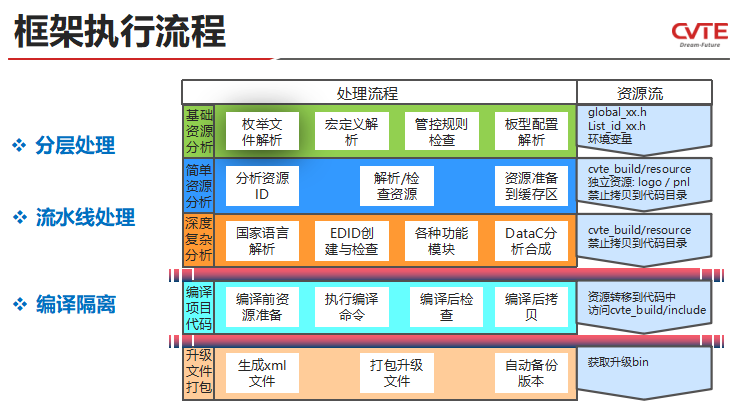 框架执行流程
CVTE
Dream·Future
处理流程
资源流
分层处理
流水线处理
编译隔离
基础
资源
分析
枚举文
件解析
宏定义解
析
管控规则
检查
板型配置
解析
global_xx.h
List_id_xx.h
环境变量
简单
资源
分析
分析资源
ID
解析/检
查资源
资源准备
到缓存区
cvte_build/resource
独立资源: logo / pnl
禁止拷贝到代码目录
深度
复杂
分析
国家语言
解析
EDID创
建与检查
各种功能
模块
DataC分
析合成
cvte_build/resource
禁止拷贝到代码目录
编译
项目
代码
编译前资
源准备
执行编译
命令
编译后检
查
编译后拷
贝
资源转移到代码中
访问cvte_build/include
升级
文件
打包
生成xml
文件
打包升级
文件
自动备份
版本
获取升级bin